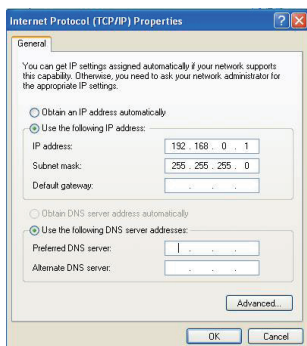 Internet Protocol (TCP/IP) Properties
General
You can get IP settings assigned automatically if your network supports
this capability. Otherwise, you need to ask your network administrator for
the appropriate IP settings.
Obtain an IP address automatically
Use the following IP address:
IP address: 192 . 168 . 0 . 1
Subnet mask: 255 . 255 . 255 . 0
Default gateway: . . .
Obtain DNS server address automatically
Use the following DNS server addresses:
Preferred DNS server: . . .
Alternate DNS server: . . .
Advanced...
OK Cancel